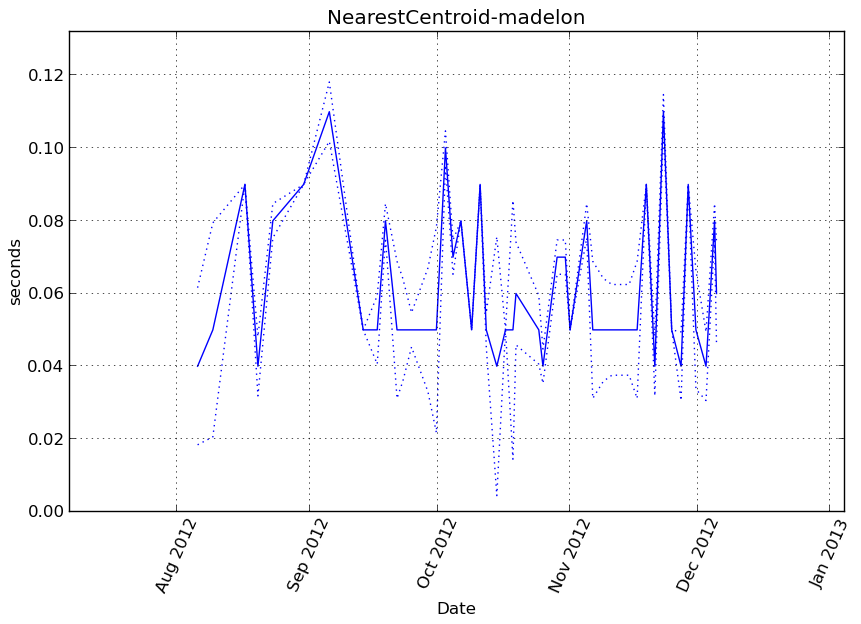 NearestCentroid-madelon
0.12
0.10
0.08
0.06
0.04
0.02
0.00
seconds
Aug 2012
Sep 2012
Oct 2012
Nov 2012
Dec 2012
Jan 2013
Date